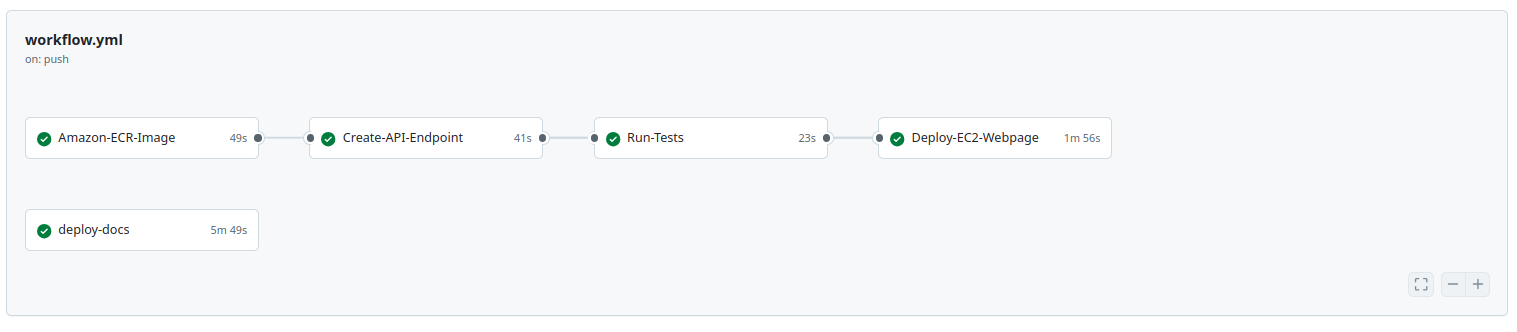 workflow.yml
on: push
Amazon-ECR-Image 49s
Create-API-Endpoint 41s
Run-Tests 23s
Deploy-EC2-Webpage 1m 56s
deploy-docs 5m 49s